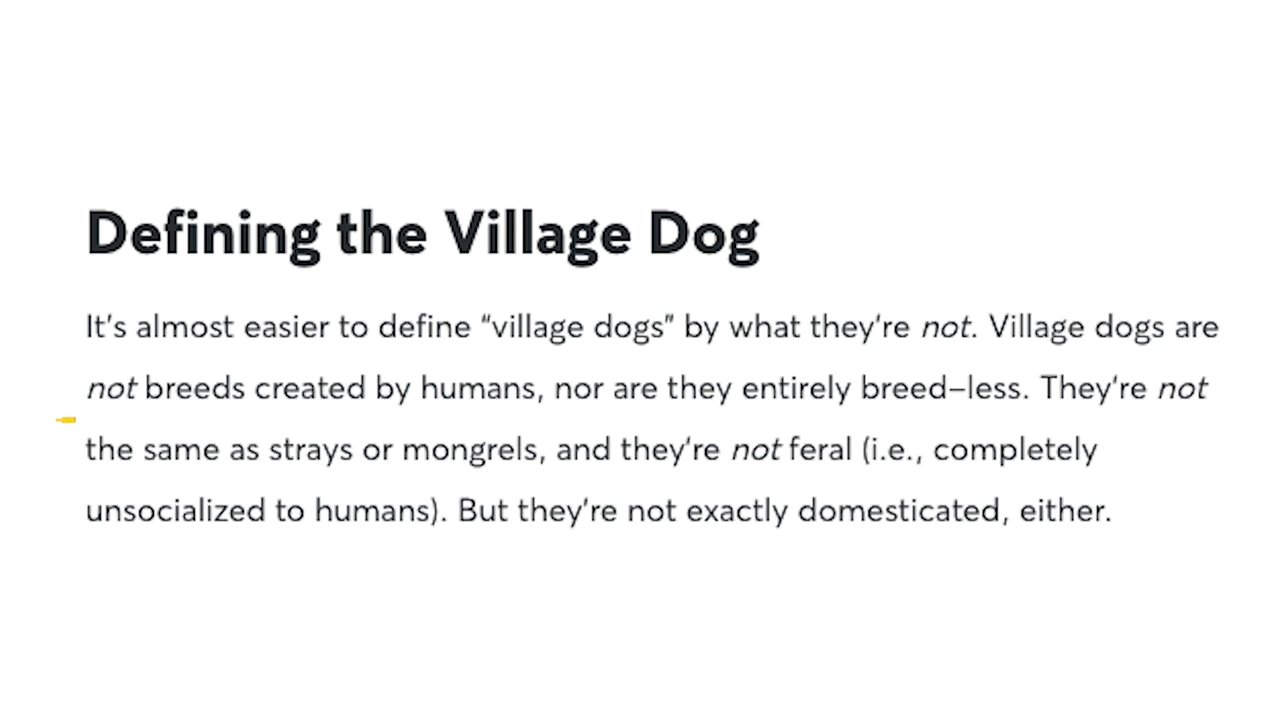 Defining the Village Dog
It's almost easier to define “village dogs” by what they're not. Village dogs are
not breeds created by humans, nor are they entirely breed–less. They're not
the same as strays or mongrels, and they're not feral (i.e., completely
unsocialized to humans). But they're not exactly domesticated, either.